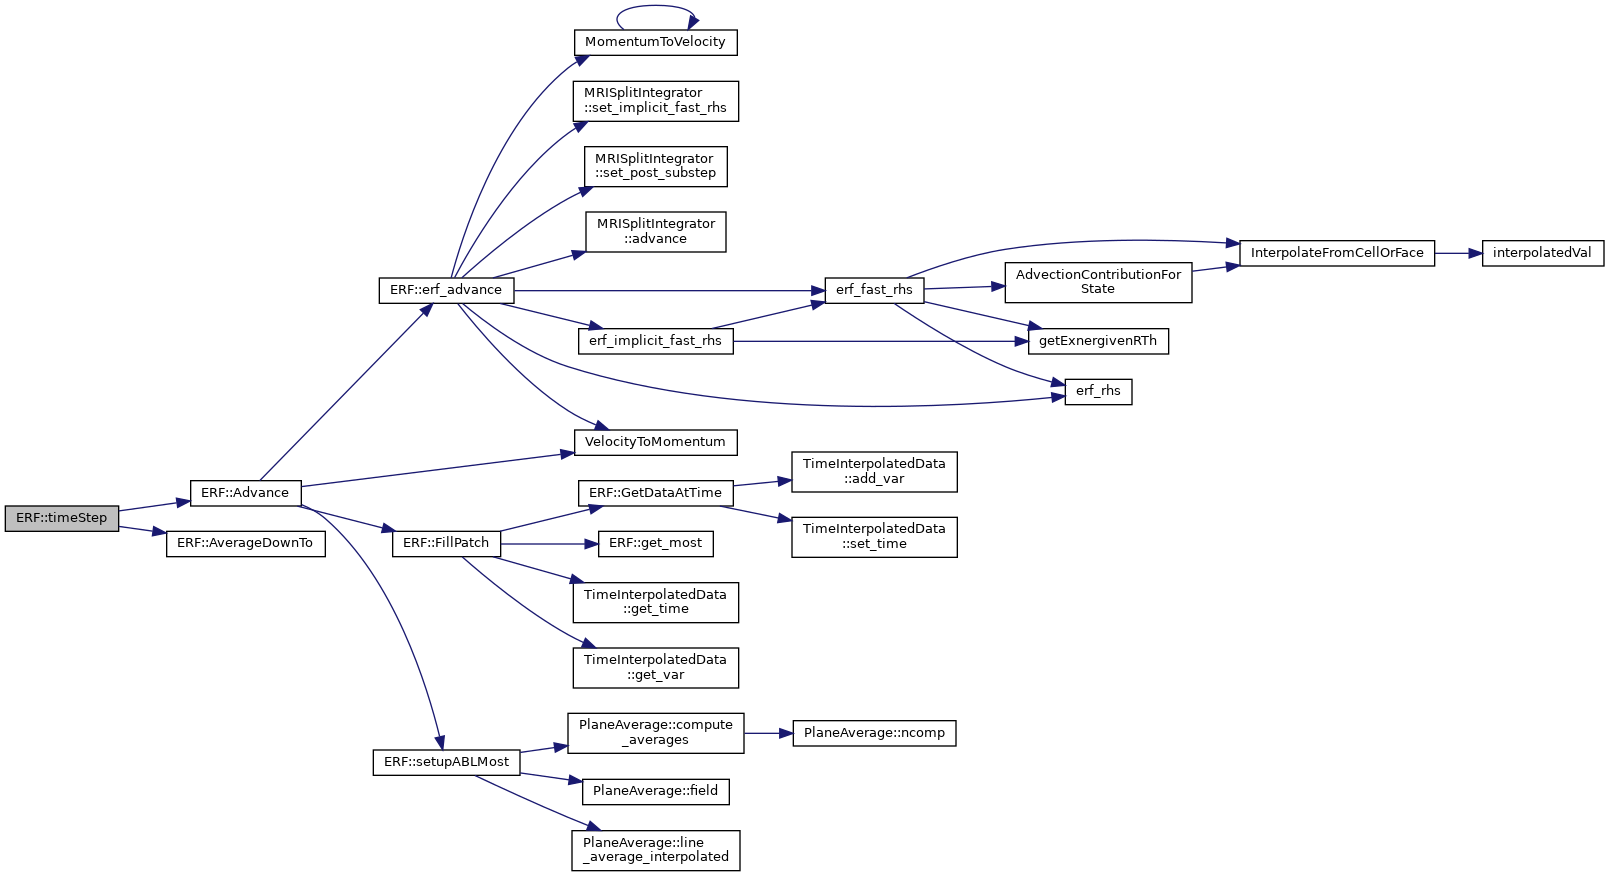 MomentumToVelocity
MRISplitIntegrator
::set_implicit_fast_rhs
MRISplitIntegrator
::set_post_substep
MRISplitIntegrator
::advance
ERF::erf_advance
erf_fast_rhs
InterpolateFromCellOrFace
interpolatedVal
AdvectionContributionFor
State
erf_implicit_fast_rhs
getExnergivenRTh
erf_rhs
VelocityToMomentum
ERF::timeStep
ERF::Advance
ERF::AverageDownTo
ERF::FillPatch
ERF::GetDataAtTime
TimeInterpolatedData
::add_var
TimeInterpolatedData
::set_time
ERF::get_most
TimeInterpolatedData
::get_time
TimeInterpolatedData
::get_var
ERF::setupABLMost
PlaneAverage::compute
_averages
PlaneAverage::ncomp
PlaneAverage::field
PlaneAverage::line
_average_interpolated